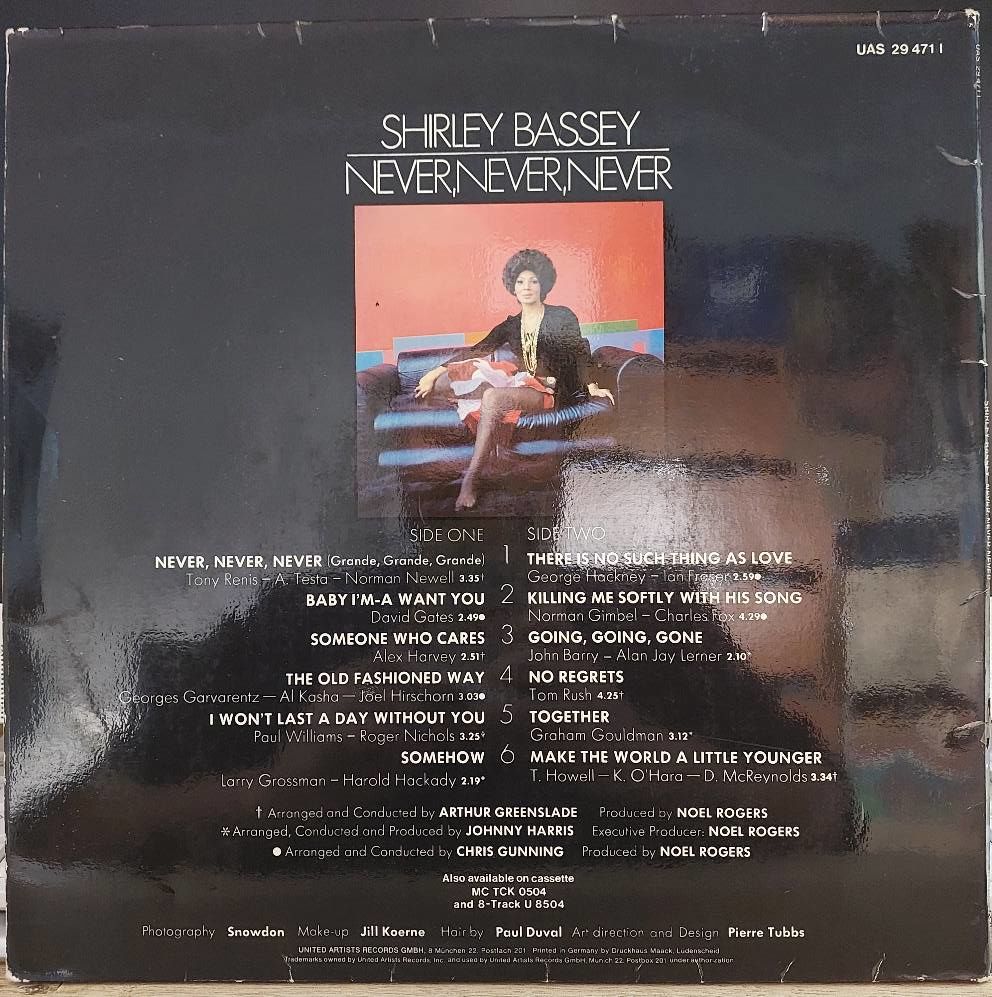 UAS 29 471 I
SHIRLEY BASSEY
NEVER,NEVER,NEVER
SIDE ONE
NEVER, NEVER, NEVER (Grande, Grande, Grande)
Tony Renis – A. Testa – Norman Newell 3.35†
BABY I'M-A WANT YOU
David Gates 2.49●
SOMEONE WHO CARES
Alex Harvey 2.51†
THE OLD FASHIONED WAY
Georges Garvarentz – Al Kasha – Joel Hirschorn 3.03●
I WON'T LAST A DAY WITHOUT YOU
Paul Williams – Roger Nichols 3.25*
SOMEHOW
Larry Grossman – Harold Hackady 2.19*
1
2
3
4
5
6
SIDE TWO
THERE IS NO SUCH THING AS LOVE
George Hackney – Ian Fraser 2.59●
KILLING ME SOFTLY WITH HIS SONG
Norman Gimbel – Charles Fox 4.29●
GOING, GOING, GONE
John Barry – Alan Jay Lerner 2.10*
NO REGRETS
Tom Rush 4.25†
TOGETHER
Graham Gouldman 3.12*
MAKE THE WORLD A LITTLE YOUNGER
T. Howell – K. O'Hara – D. McReynolds 3.34†
† Arranged and Conducted by ARTHUR GREENSLADE Produced by NOEL ROGERS
* Arranged, Conducted and Produced by JOHNNY HARRIS Executive Producer: NOEL ROGERS
● Arranged and Conducted by CHRIS GUNNING Produced by NOEL ROGERS
Also available on cassette
MC TCK 0504
and 8-Track U 8504
Photography Snowdon Make-up Jill Koerne Hair by Paul Duval Art direction and Design Pierre Tubbs
UNITED ARTISTS RECORDS GMBH, 8 München 22, Postfach 201 Printed in Germany by Druckhaus Maack, Lüdenscheid
Trademarks owned by United Artists Records, Inc. and used by United Artists Records GmbH, Munich 22, Postbox 201 under authorization
SHIRLEY BASSEY NEVER, NEVER, NEVER